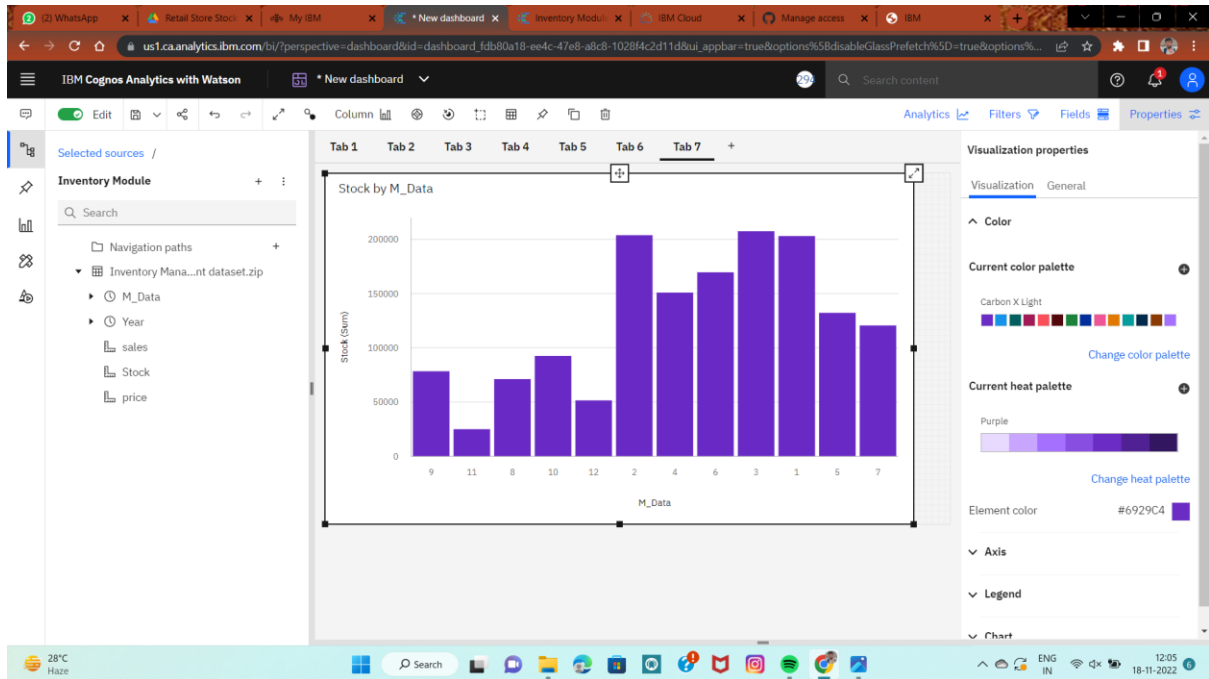 (2) WhatsApp
Retail Store Stock
My IBM
* New dashboard
Inventory Modul
IBM Cloud
Manage access
IBM
us1.ca.analytics.ibm.com/bi/?perspective=dashboard&id=dashboard_fdb80a18-ee4c-47e8-a8c8-1028f4c2d11d&ui_appbar=true&options%5BdisableGlassPrefetch%5D=true&options%...
IBM Cognos Analytics with Watson
* New dashboard
Search content
1
Edit
Column
Analytics
Filters
Fields
Properties
Selected sources /
Inventory Module
Search
Navigation paths
Inventory Mana...nt dataset.zip
M_Data
Year
sales
Stock
price
Tab 1 Tab 2 Tab 3 Tab 4 Tab 5 Tab 6 Tab 7 +
Stock by M_Data
Stock (Sum)
200000
150000
100000
50000
0
9 11 8 10 12 2 4 6 3 1 5 7
M_Data
Visualization properties
Visualization General
Color
Current color palette
Carbon X Light
Change color palette
Current heat palette
Purple
Change heat palette
Element color #6929C4
Axis
Legend
Chart
28°C
Haze
Search
ENG
IN
12:05
18-11-2022
6